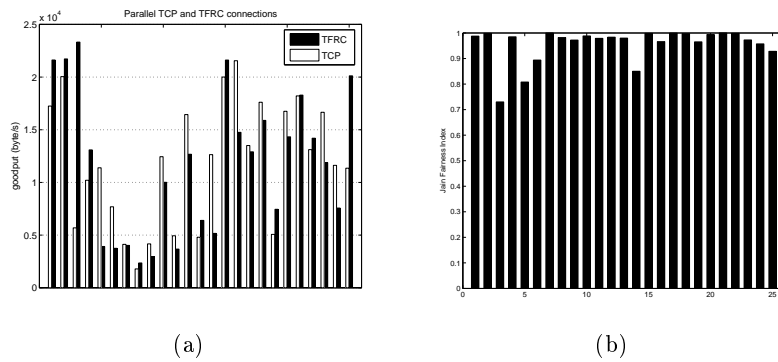 Parallel TCP and TFRC connections
x 10^4
2.5
2
1.5
1
0.5
0
goodput (byte/s)
TFRC
TCP
(a)
1
0.9
0.8
0.7
0.6
0.5
0.4
0.3
0.2
0.1
0
Jain Fairness Index
0 5 10 15 20 25
(b)